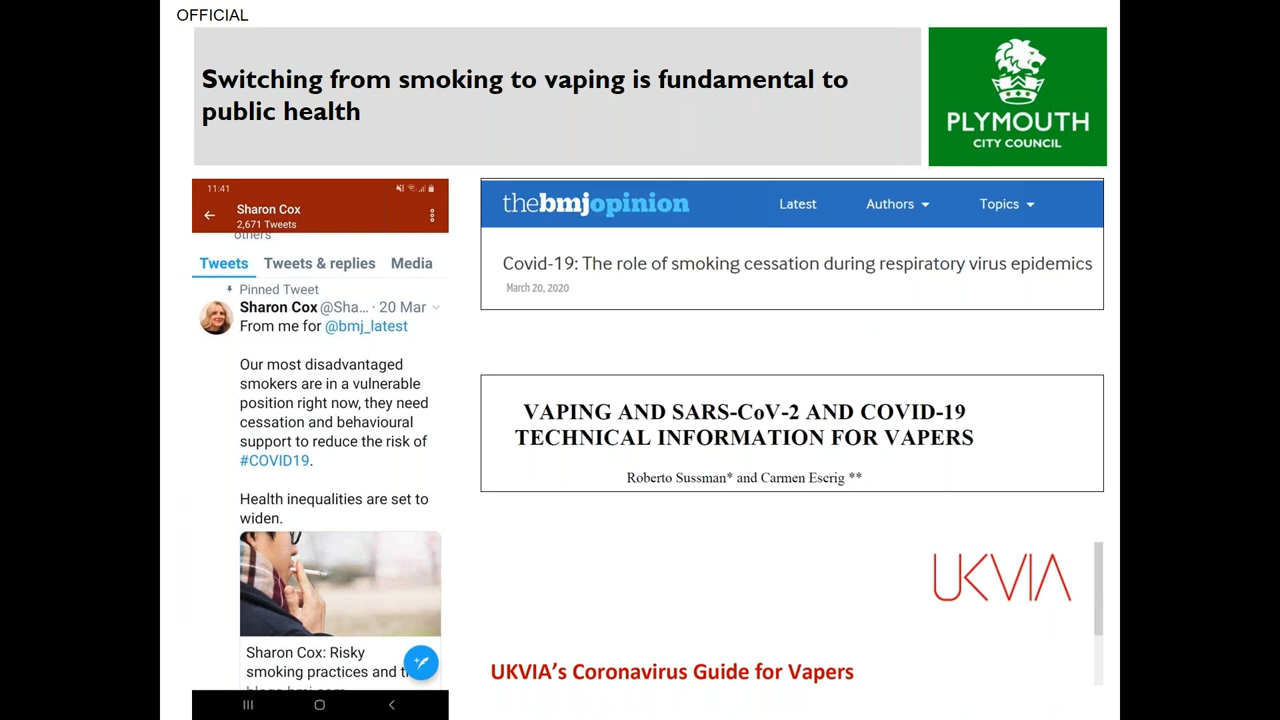 OFFICIAL
Switching from smoking to vaping is fundamental to
public health
PLYMOUTH
CITY COUNCIL
11:41
Sharon Cox
2,671 Tweets
others
Tweets Tweets & replies Media
Pinned Tweet
Sharon Cox @Sha... · 20 Mar
From me for @bmj_latest
Our most disadvantaged
smokers are in a vulnerable
position right now, they need
cessation and behavioural
support to reduce the risk of
#COVID19.
Health inequalities are set to
widen.
Sharon Cox: Risky
smoking practices and
thebmjopinion
Latest Authors Topics
Covid-19: The role of smoking cessation during respiratory virus epidemics
March 20, 2020
VAPING AND SARS-CoV-2 AND COVID-19
TECHNICAL INFORMATION FOR VAPERS
Roberto Sussman* and Carmen Escrig **
UKVIA
UKVIA's Coronavirus Guide for Vapers